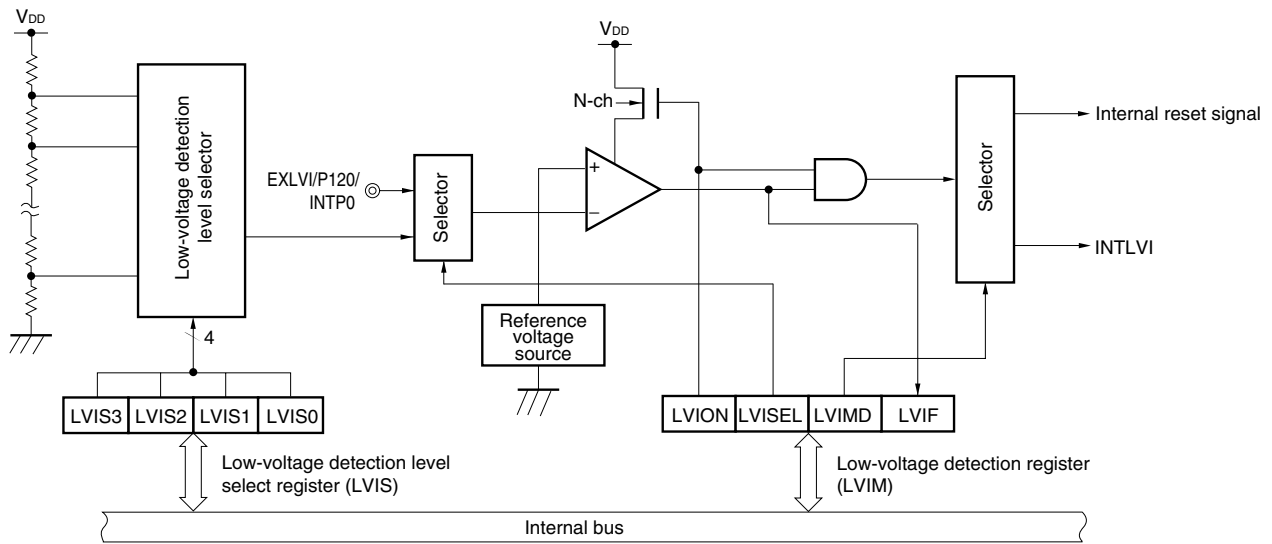 VDD
Low-voltage detection
level selector
4
LVIS3 LVIS2 LVIS1 LVIS0
Low-voltage detection level
select register (LVIS)
EXLVI/P120/
INTP0
Selector
VDD
N-ch
+
−
Reference
voltage
source
Selector
Internal reset signal
INTLVI
LVION LVISEL LVIMD LVIF
Low-voltage detection register
(LVIM)
Internal bus